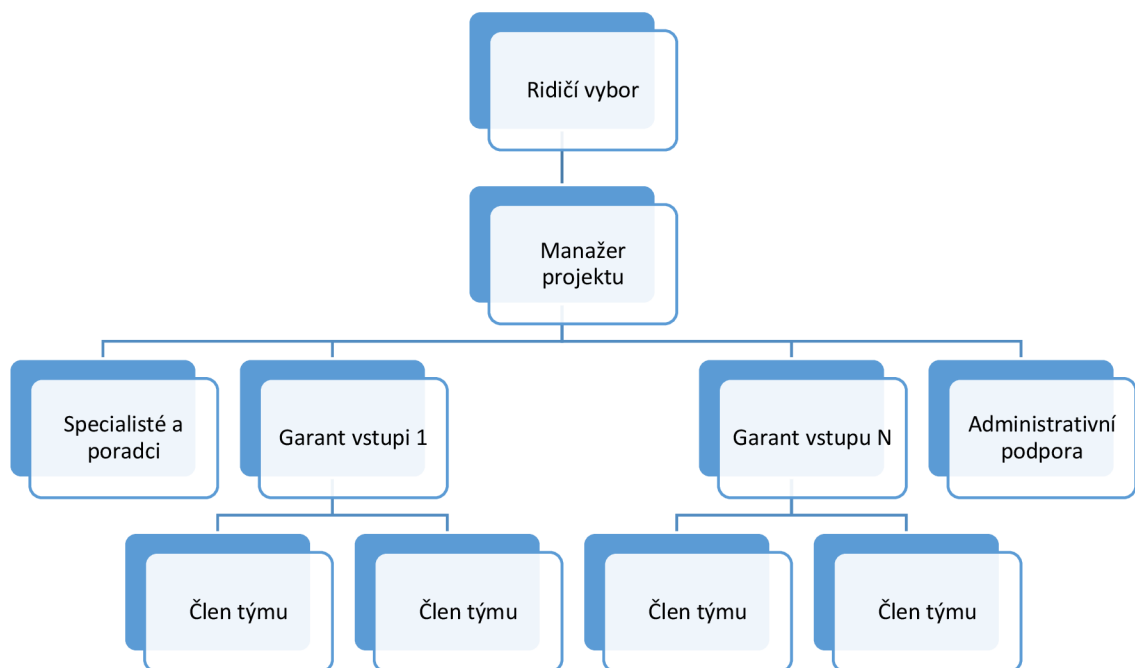 Ridičí vybor
Manažer
projektu
Specialisté a
poradci
Garant vstupi 1
Garant vstupu N
Administrativní
podpora
Člen týmu
Člen týmu
Člen týmu
Člen týmu